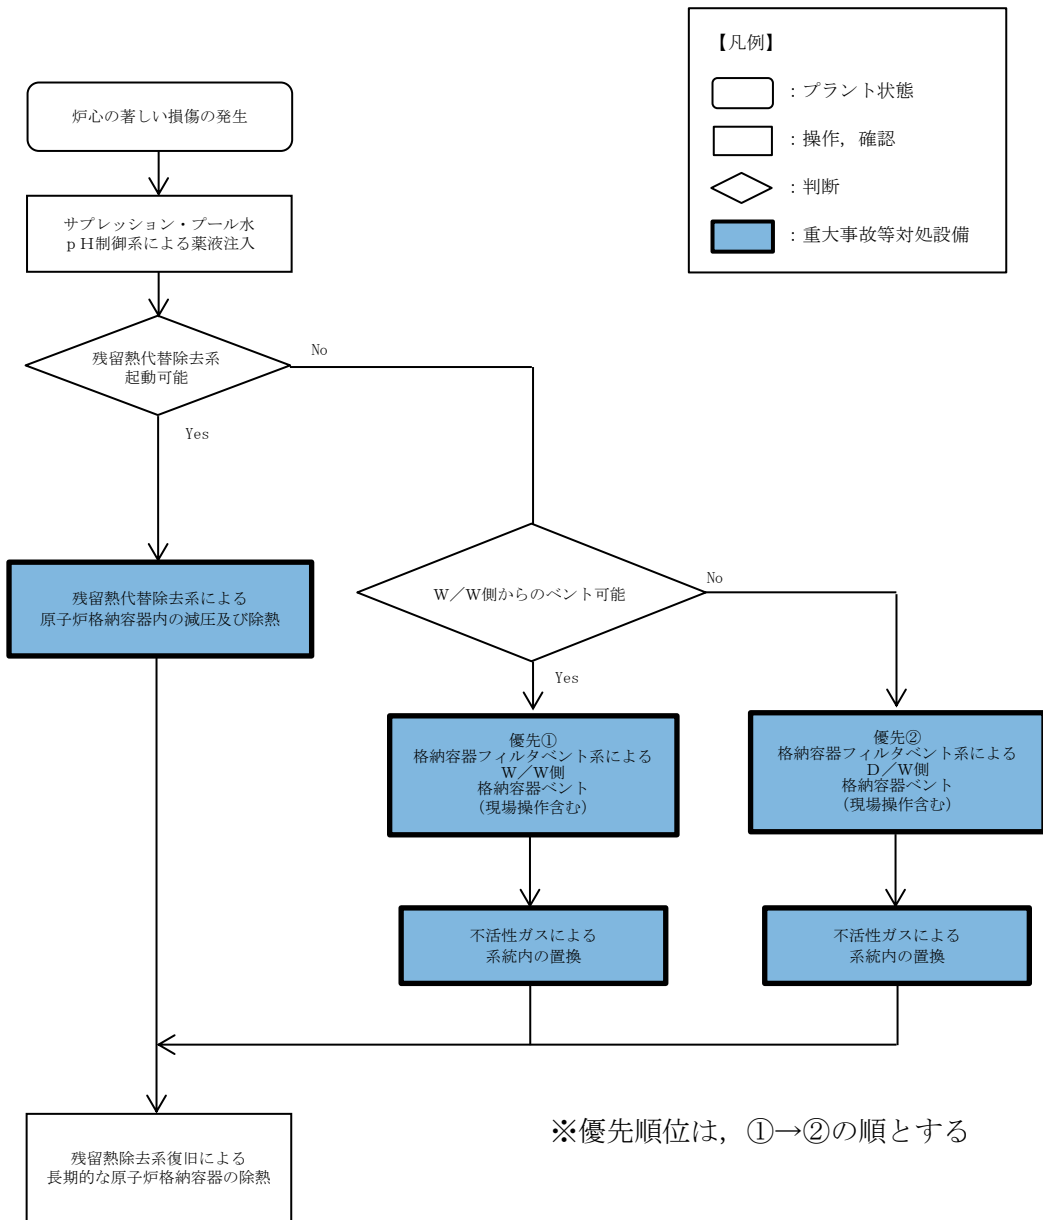 【凡例】
：プラント状態
：操作，確認
：判断
：重大事故等対処設備
炉心の著しい損傷の発生
サプレッション・プール水
ｐＨ制御系による薬液注入
残留熱代替除去系
起動可能
No
Yes
残留熱代替除去系による
原子炉格納容器内の減圧及び除熱
Ｗ／Ｗ側からのベント可能
No
Yes
優先①
格納容器フィルタベント系による
Ｗ／Ｗ側
格納容器ベント
（現場操作含む）
優先②
格納容器フィルタベント系による
Ｄ／Ｗ側
格納容器ベント
（現場操作含む）
不活性ガスによる
系統内の置換
不活性ガスによる
系統内の置換
※優先順位は，①→②の順とする
残留熱除去系復旧による
長期的な原子炉格納容器の除熱